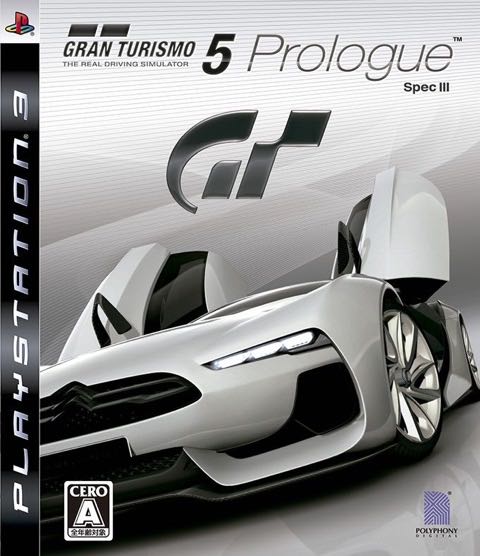 GRAN TURISMO 5 Prologue™
THE REAL DRIVING SIMULATOR
Spec III
GT
PLAYSTATION®3
CERO
A
全年齢対象
POLYPHONY
DIGITAL